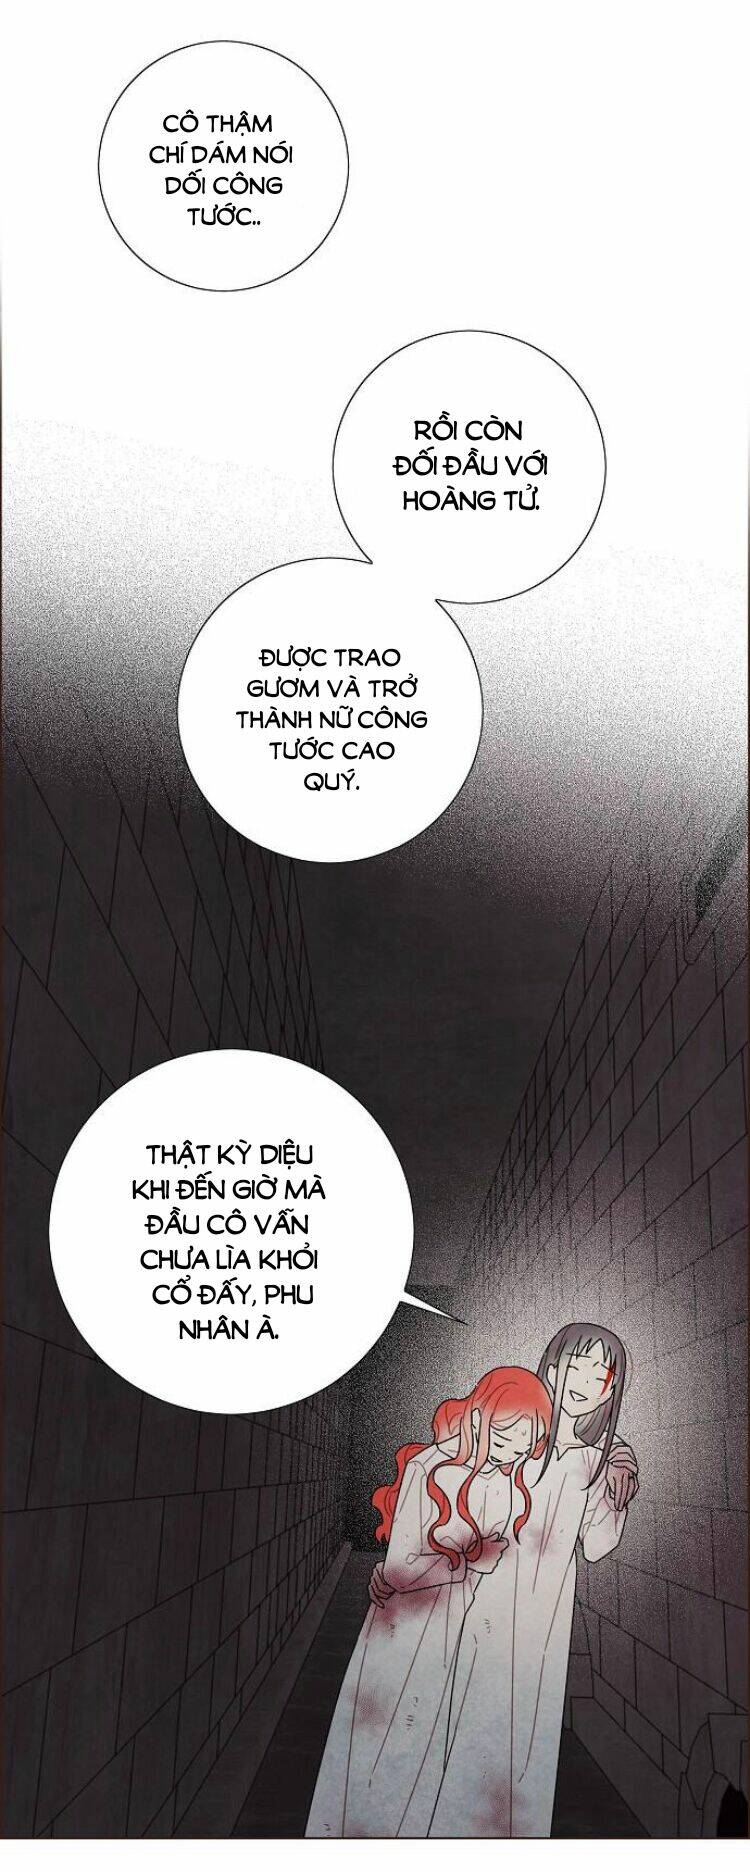 CÔ THẬM
CHÍ DÁM NÓI
DỐI CÔNG
TƯỚC..
RỒI CÒN
ĐỐI ĐẦU VỚI
HOÀNG TỬ.
ĐƯỢC TRAO
GƯƠM VÀ TRỞ
THÀNH NỮ CÔNG
TƯỚC CAO
QUÝ.
THẬT KỲ DIỆU
KHI ĐẾN GIỜ MÀ
ĐẦU CÔ VẤN
CHƯA LÌA KHỎI
CỔ ĐẤY, PHU
NHÂN À.